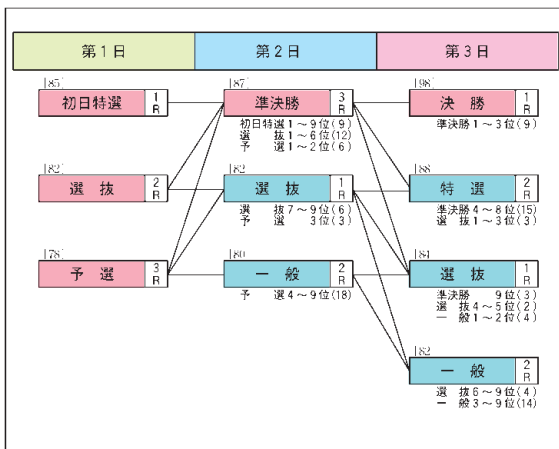 第1日
第2日
第3日
[85]
初日特選 1R
[87]
準決勝 3R
初日特選1～9位(9)
選 抜1～6位(12)
予 選1～2位(6)
[98]
決勝 1R
準決勝1～3位(9)
[82]
選抜 2R
[82]
選抜 1R
選 抜7～9位(6)
予 選 3位(3)
[88]
特選 2R
準決勝4～8位(15)
選 抜1～3位(3)
[78]
予選 3R
[80]
一般 2R
予 選4～9位(18)
[84]
選抜 1R
準決勝 9位(3)
選 抜4～5位(2)
一 般1～2位(4)
[82]
一般 2R
選 抜6～9位(4)
一 般3～9位(14)